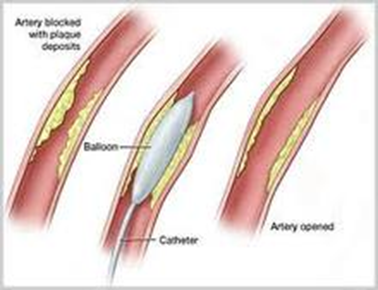 Artery blocked
with plaque
deposits
Balloon
Catheter
Artery opened